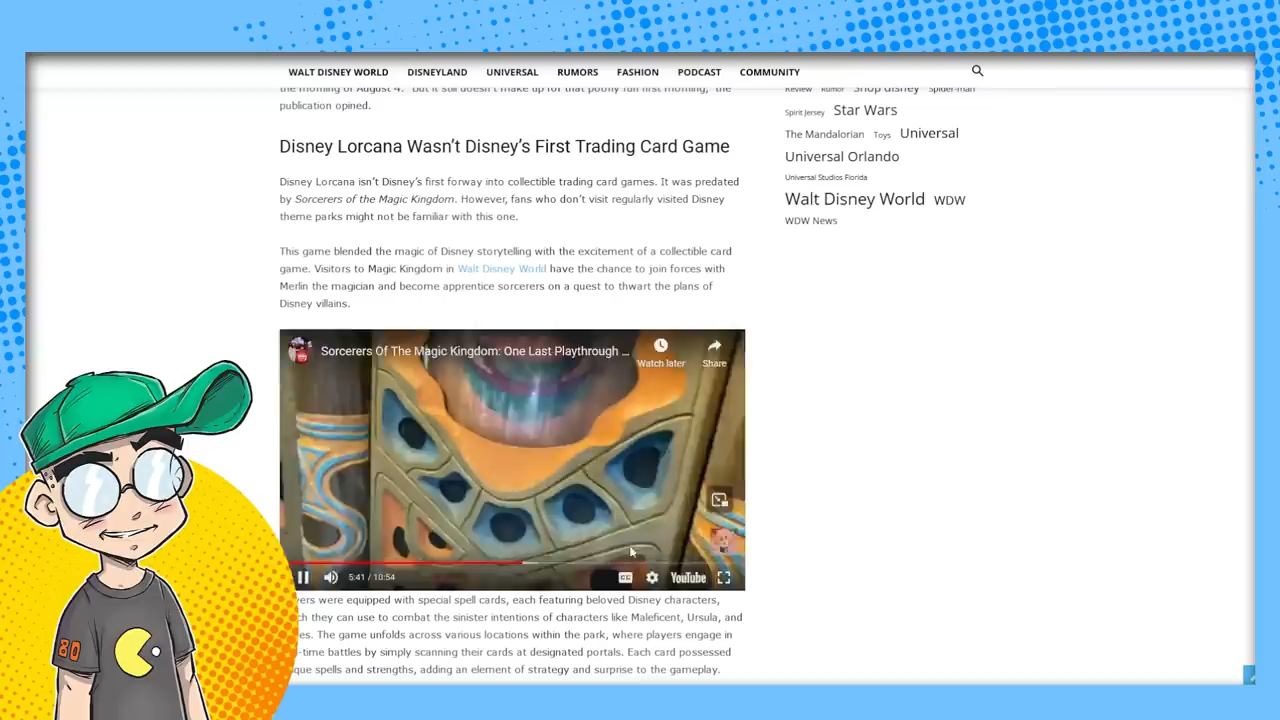 WALT DISNEY WORLD DISNEYLAND UNIVERSAL RUMORS FASHION PODCAST COMMUNITY
the morning of August 4. "But it still doesn't make up for that poorly run first morning," the
publication opined.
Disney Lorcana Wasn't Disney's First Trading Card Game
Disney Lorcana isn't Disney's first forway into collectible trading card games. It was predated
by Sorcerers of the Magic Kingdom. However, fans who don't visit regularly visited Disney
theme parks might not be familiar with this one.
This game blended the magic of Disney storytelling with the excitement of a collectible card
game. Visitors to Magic Kingdom in Walt Disney World have the chance to join forces with
Merlin the magician and become apprentice sorcerers on a quest to thwart the plans of
Disney villains.
Sorcerers Of The Magic Kingdom: One Last Playthrough ...
Watch later
Share
5:41 / 10:54
CC
YouTube
were equipped with special spell cards, each featuring beloved Disney characters,
they can use to combat the sinister intentions of characters like Maleficent, Ursula, and
The game unfolds across various locations within the park, where players engage in
-time battles by simply scanning their cards at designated portals. Each card possessed
spells and strengths, adding an element of strategy and surprise to the gameplay.
Review Rumor Shop disney Spider-man
Spirit Jersey Star Wars
The Mandalorian Toys Universal
Universal Orlando
Universal Studios Florida
Walt Disney World WDW
WDW News
80